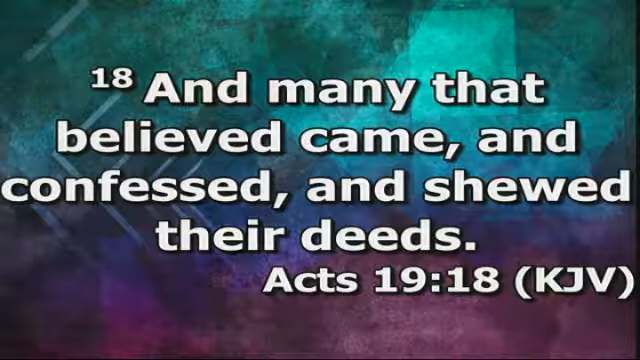 18 And many that
believed came, and
confessed, and shewed
their deeds.
Acts 19:18 (KJV)